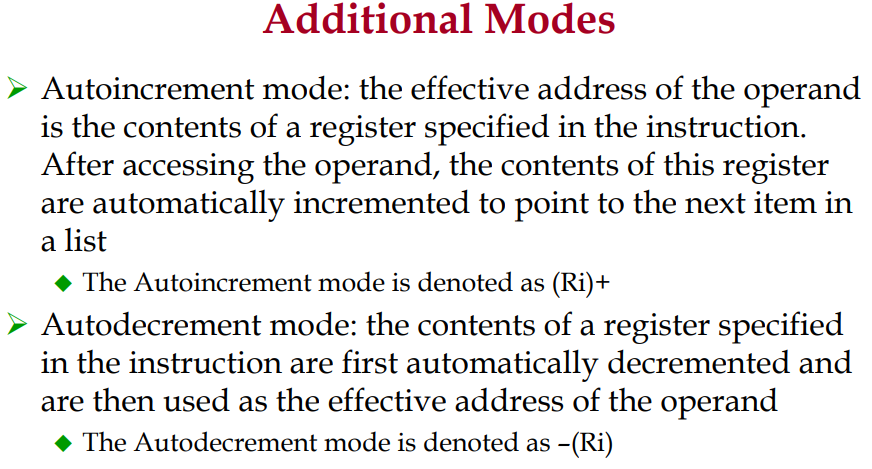 Additional Modes
Autoincrement mode: the effective address of the operand
is the contents of a register specified in the instruction.
After accessing the operand, the contents of this register
are automatically incremented to point to the next item in
a list
The Autoincrement mode is denoted as (Ri)+
Autodecrement mode: the contents of a register specified
in the instruction are first automatically decremented and
are then used as the effective address of the operand
The Autodecrement mode is denoted as –(Ri)